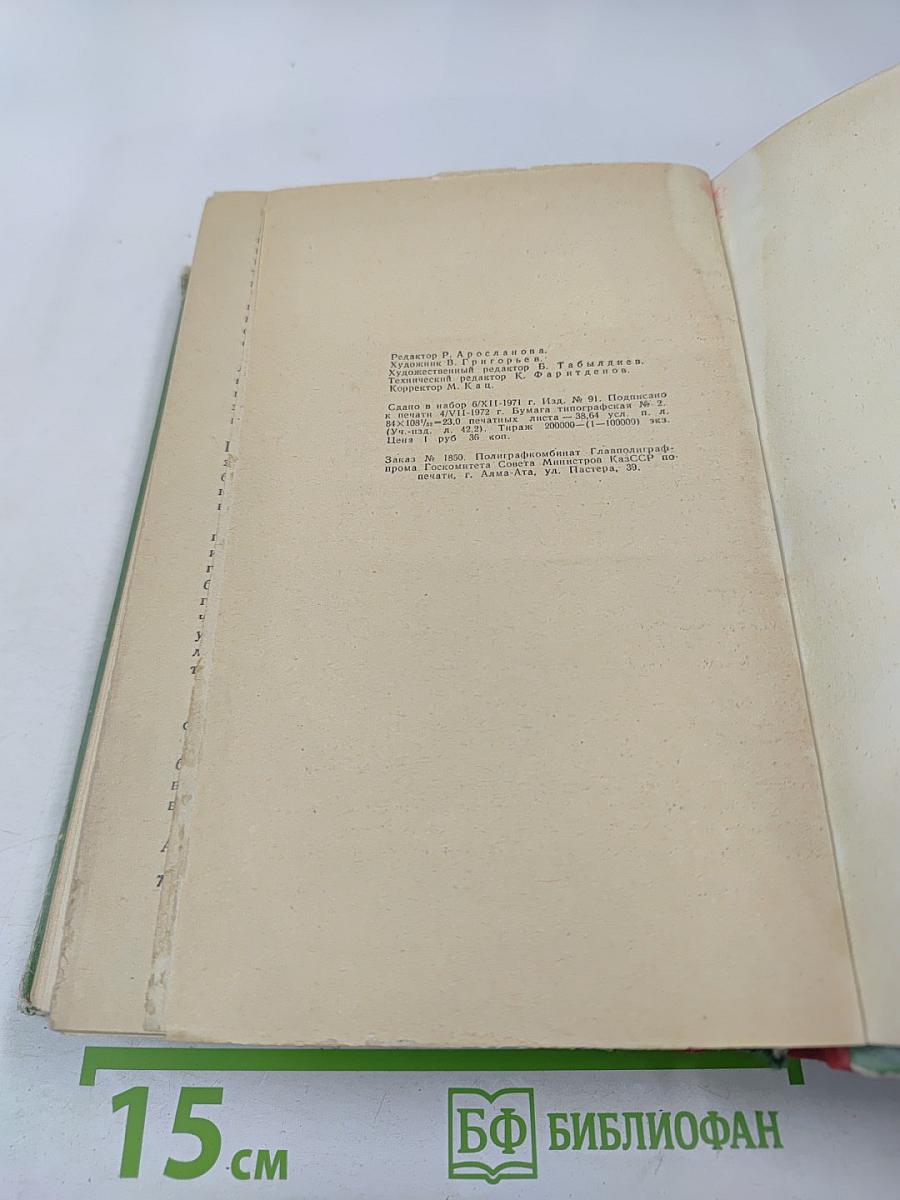 Редактор Р. Аросланова.
Художник В. Григорьев.
Художественный редактор Б. Табылдиев.
Технический редактор К. Фаритденов.
Корректор М. Кац.
Сдано в набор 6/XII-1971 г. Изд. № 91. Подписано
к печати 4/VII-1972 г. Бумага типографская № 2.
84×108¹/₃₂=23,0 печатных листа—38,64 усл. п. л.
(Уч.-изд. л. 42,2). Тираж 200000—(1—100009) экз.
Цена 1 руб 36 коп.
Заказ № 1850. Полиграфкомбинат Главполиграф-
прома Госкомитета Совета Министров КазССР по
печати, г. Алма-Ата, ул. Пастера, 39.
15 см
БФ БИБЛИОФАН